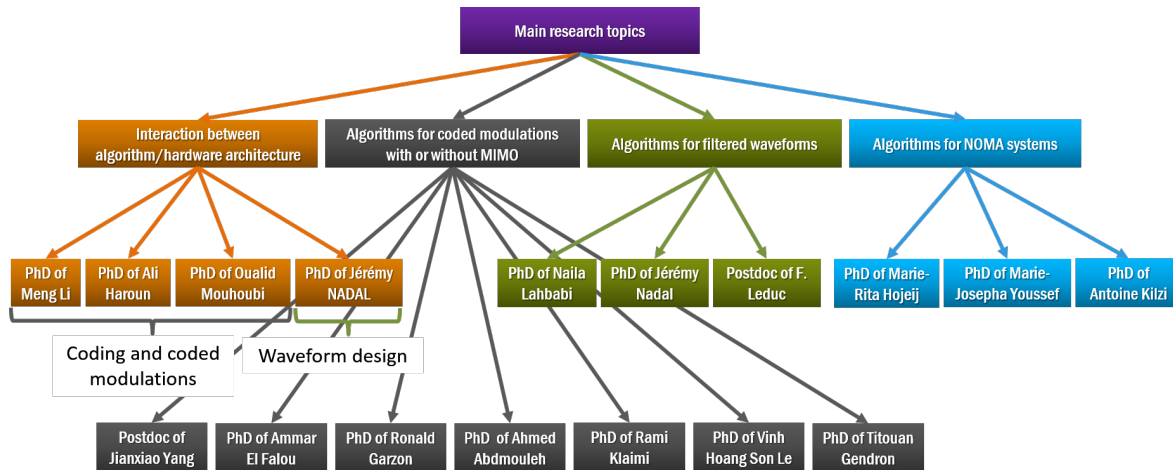 Main research topics
Interaction between
algorithm/hardware architecture
Algorithms for coded modulations
with or without MIMO
Algorithms for filtered waveforms
Algorithms for NOMA systems
PhD of
Meng Li
PhD of Ali
Haroun
PhD of Oualid
Mouhoubi
PhD of Jérémy
NADAL
PhD of Naila
Lahbabi
PhD of Jérémy
Nadal
Postdoc of F.
Leduc
PhD of Marie-
Rita Hojeij
PhD of Marie-
Josepha Youssef
PhD of
Antoine Kilzi
Coding and coded
modulations
Waveform design
Postdoc of
Jianxiao Yang
PhD of Ammar
El Falou
PhD of Ronald
Garzon
PhD of Ahmed
Abdmouleh
PhD of Rami
Klaimi
PhD of Vinh
Hoang Son Le
PhD of Titouan
Gendron